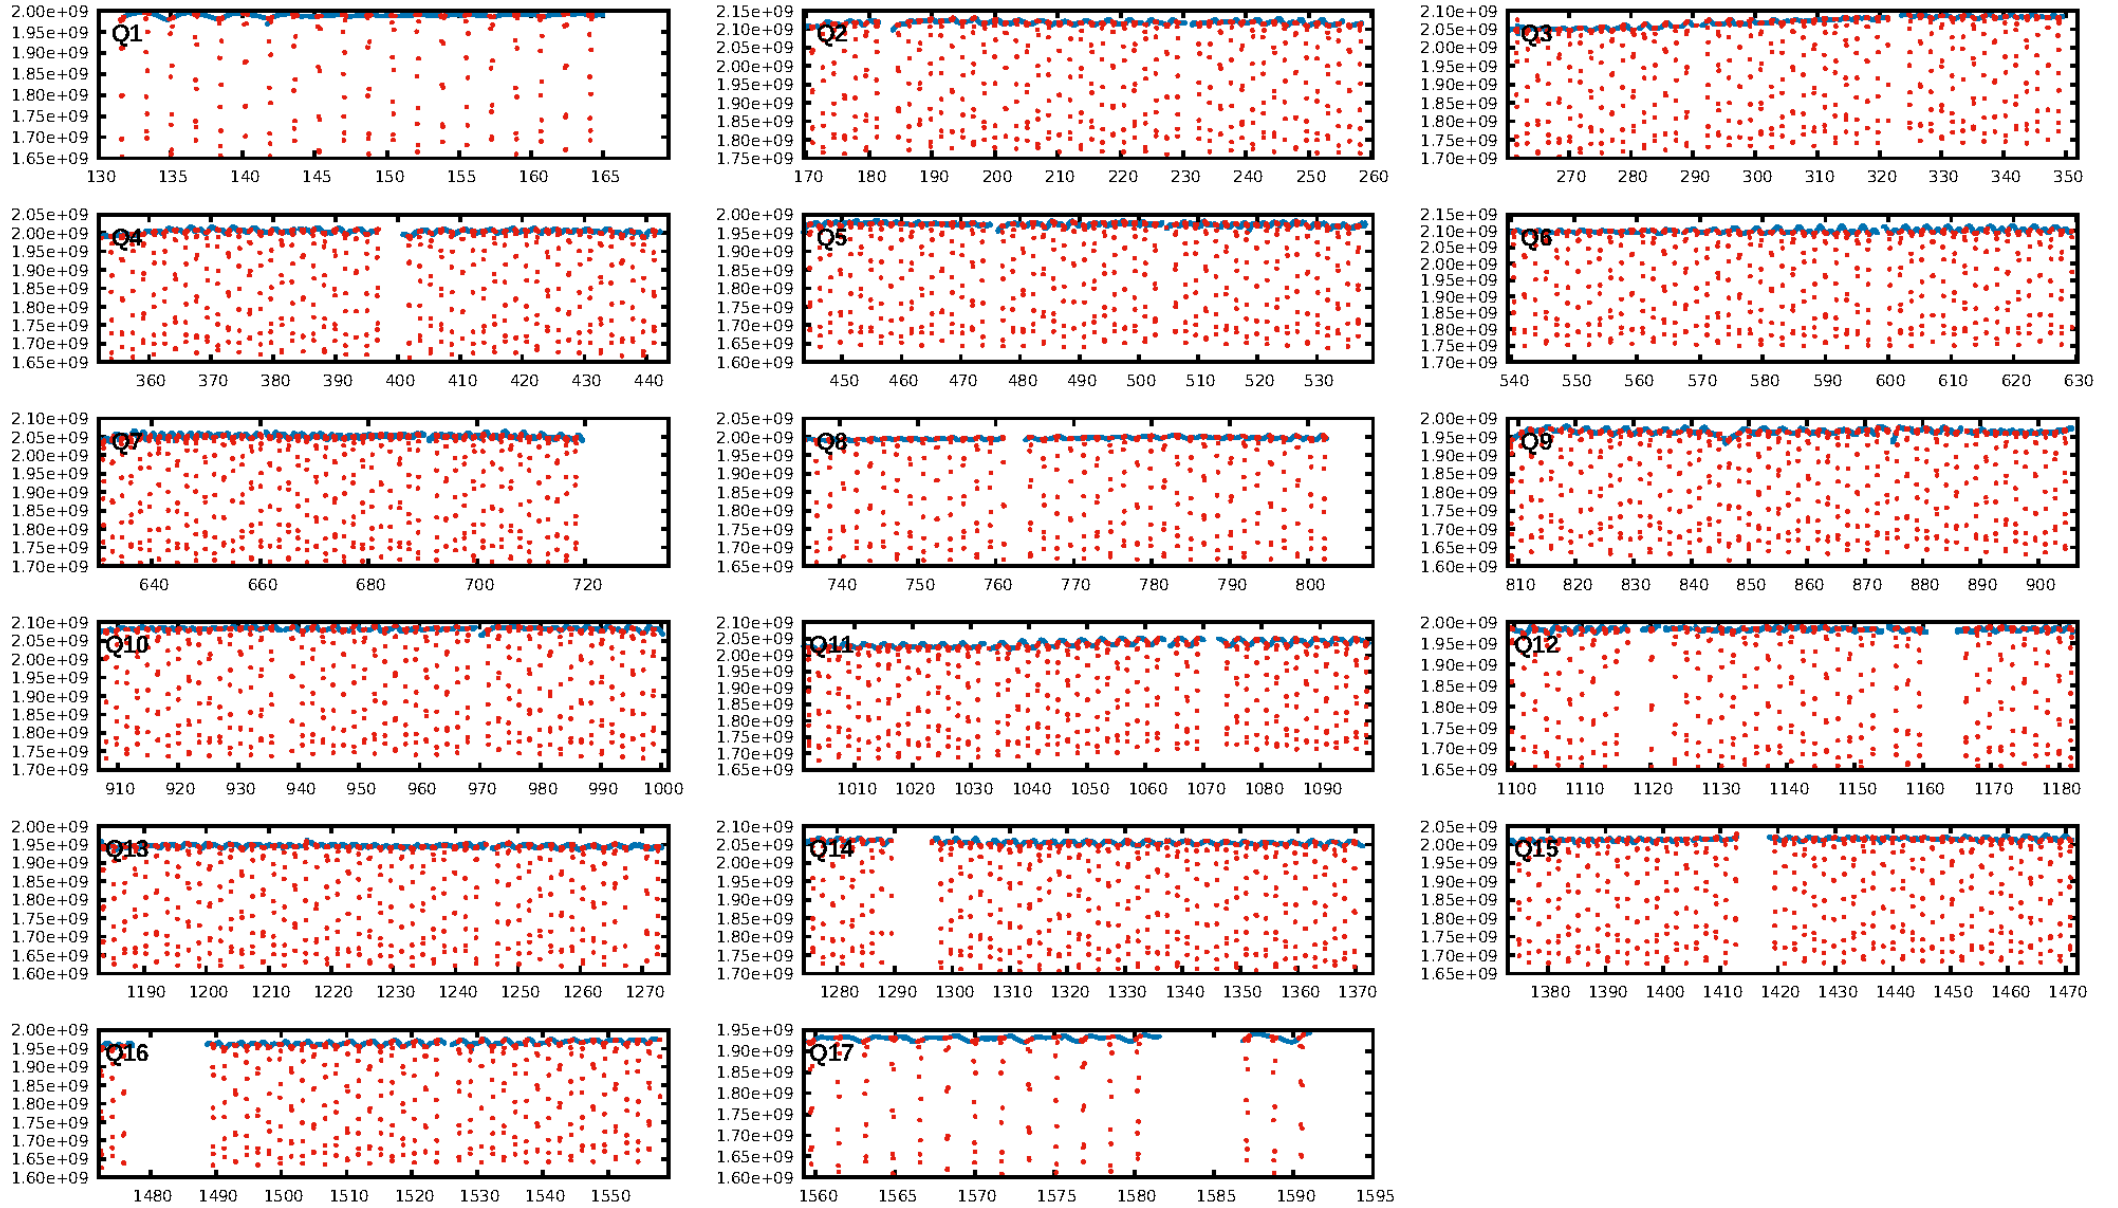 2.00e+09 1.95e+09 1.90e+09 1.85e+09 1.80e+09 1.75e+09 1.70e+09 1.65e+09
Q1
130 135 140 145 150 155 160 165
2.15e+09 2.10e+09 2.05e+09 2.00e+09 1.95e+09 1.90e+09 1.85e+09 1.80e+09 1.75e+09
Q2
170 180 190 200 210 220 230 240 250 260
2.10e+09 2.05e+09 2.00e+09 1.95e+09 1.90e+09 1.85e+09 1.80e+09 1.75e+09 1.70e+09
Q3
270 280 290 300 310 320 330 340 350
2.05e+09 2.00e+09 1.95e+09 1.90e+09 1.85e+09 1.80e+09 1.75e+09 1.70e+09 1.65e+09
Q4
360 370 380 390 400 410 420 430 440
2.00e+09 1.95e+09 1.90e+09 1.85e+09 1.80e+09 1.75e+09 1.70e+09 1.65e+09 1.60e+09
Q5
450 460 470 480 490 500 510 520 530
2.15e+09 2.10e+09 2.05e+09 2.00e+09 1.95e+09 1.90e+09 1.85e+09 1.80e+09 1.75e+09 1.70e+09
Q6
540 550 560 570 580 590 600 610 620 630
2.10e+09 2.05e+09 2.00e+09 1.95e+09 1.90e+09 1.85e+09 1.80e+09 1.75e+09 1.70e+09
Q7
640 660 680 700 720
2.05e+09 2.00e+09 1.95e+09 1.90e+09 1.85e+09 1.80e+09 1.75e+09 1.70e+09 1.65e+09
Q8
740 750 760 770 780 790 800
2.00e+09 1.95e+09 1.90e+09 1.85e+09 1.80e+09 1.75e+09 1.70e+09 1.65e+09 1.60e+09
Q9
810 820 830 840 850 860 870 880 890 900
2.10e+09 2.05e+09 2.00e+09 1.95e+09 1.90e+09 1.85e+09 1.80e+09 1.75e+09 1.70e+09
Q10
910 920 930 940 950 960 970 980 990 1000
2.10e+09 2.05e+09 2.00e+09 1.95e+09 1.90e+09 1.85e+09 1.80e+09 1.75e+09 1.70e+09 1.65e+09
Q11
1010 1020 1030 1040 1050 1060 1070 1080 1090
2.00e+09 1.95e+09 1.90e+09 1.85e+09 1.80e+09 1.75e+09 1.70e+09 1.65e+09
Q12
1100 1110 1120 1130 1140 1150 1160 1170 1180
2.00e+09 1.95e+09 1.90e+09 1.85e+09 1.80e+09 1.75e+09 1.70e+09 1.65e+09 1.60e+09
Q13
1190 1200 1210 1220 1230 1240 1250 1260 1270
2.10e+09 2.05e+09 2.00e+09 1.95e+09 1.90e+09 1.85e+09 1.80e+09 1.75e+09 1.70e+09
Q14
1280 1290 1300 1310 1320 1330 1340 1350 1360 1370
2.05e+09 2.00e+09 1.95e+09 1.90e+09 1.85e+09 1.80e+09 1.75e+09 1.70e+09 1.65e+09
Q15
1380 1390 1400 1410 1420 1430 1440 1450 1460 1470
2.00e+09 1.95e+09 1.90e+09 1.85e+09 1.80e+09 1.75e+09 1.70e+09 1.65e+09 1.60e+09
Q16
1480 1490 1500 1510 1520 1530 1540 1550
1.95e+09 1.90e+09 1.85e+09 1.80e+09 1.75e+09 1.70e+09 1.65e+09 1.60e+09
Q17
1560 1565 1570 1575 1580 1585 1590 1595